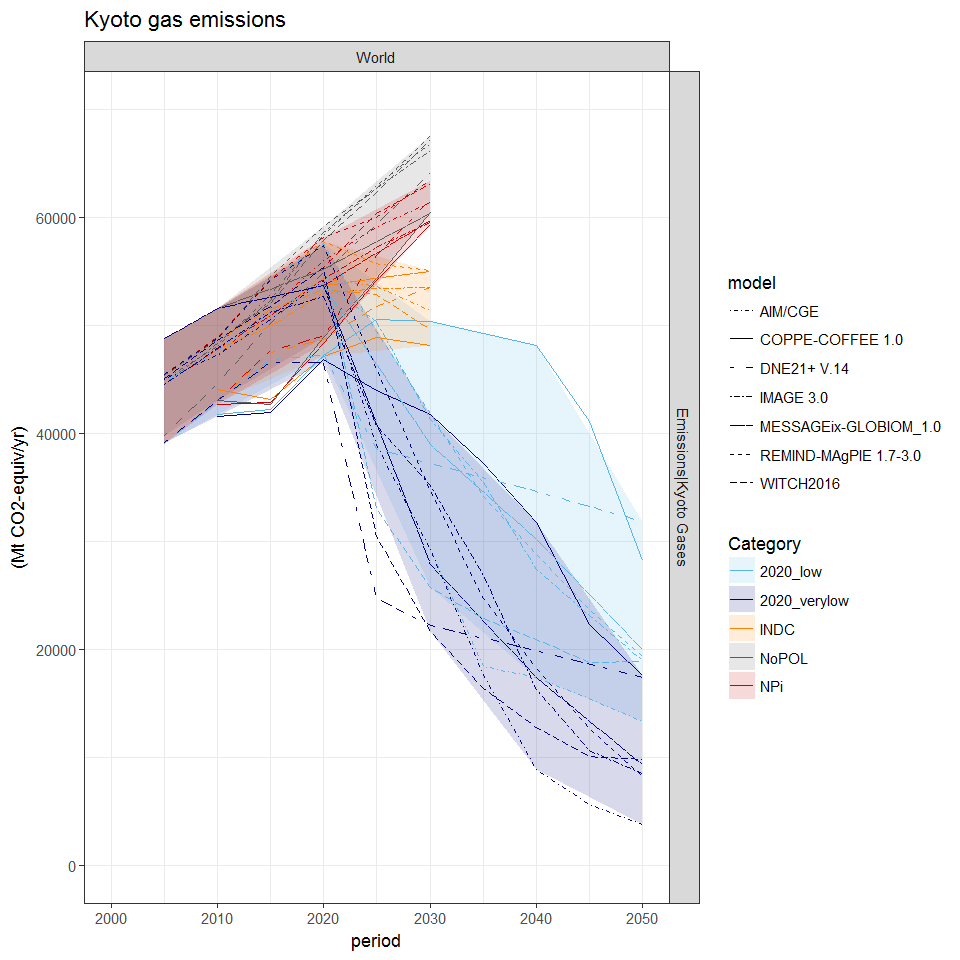 Kyoto gas emissions
World
(Mt CO2-equiv/yr)
60000
40000
20000
0
2000 2010 2020 2030 2040 2050
period
Emissions|Kyoto Gases
model
AIM/CGE
COPPE-COFFEE 1.0
DNE21+ V.14
IMAGE 3.0
MESSAGEix-GLOBIOM_1.0
REMIND-MAgPIE 1.7-3.0
WITCH2016
Category
2020_low
2020_verylow
INDC
NoPOL
NPi